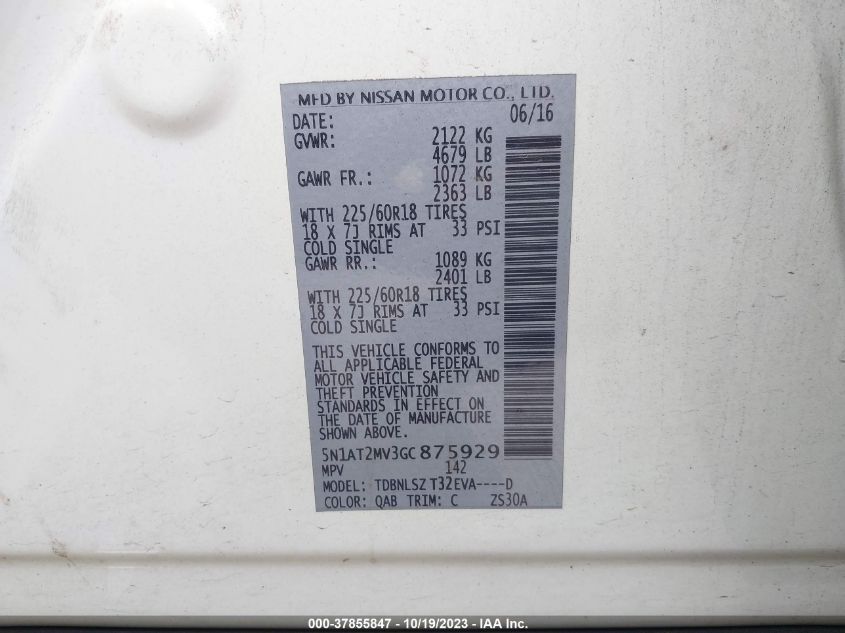 MFD BY NISSAN MOTOR CO., LTD.
DATE: 06/16
GVWR: 2122 KG
4679 LB
GAWR FR.: 1072 KG
2363 LB
WITH 225/60R18 TIRES
18 X 7J RIMS AT 33 PSI
COLD SINGLE
GAWR RR.: 1089 KG
2401 LB
WITH 225/60R18 TIRES
18 X 7J RIMS AT 33 PSI
COLD SINGLE
THIS VEHICLE CONFORMS TO
ALL APPLICABLE FEDERAL
MOTOR VEHICLE SAFETY AND
THEFT PREVENTION
STANDARDS IN EFFECT ON
THE DATE OF MANUFACTURE
SHOWN ABOVE.
5N1AT2MV3GC875929
MPV 142
MODEL: TDBNLSZ T32EVA----D
COLOR: QAB TRIM: C ZS30A
000-37855847 - 10/19/2023 - IAA Inc.